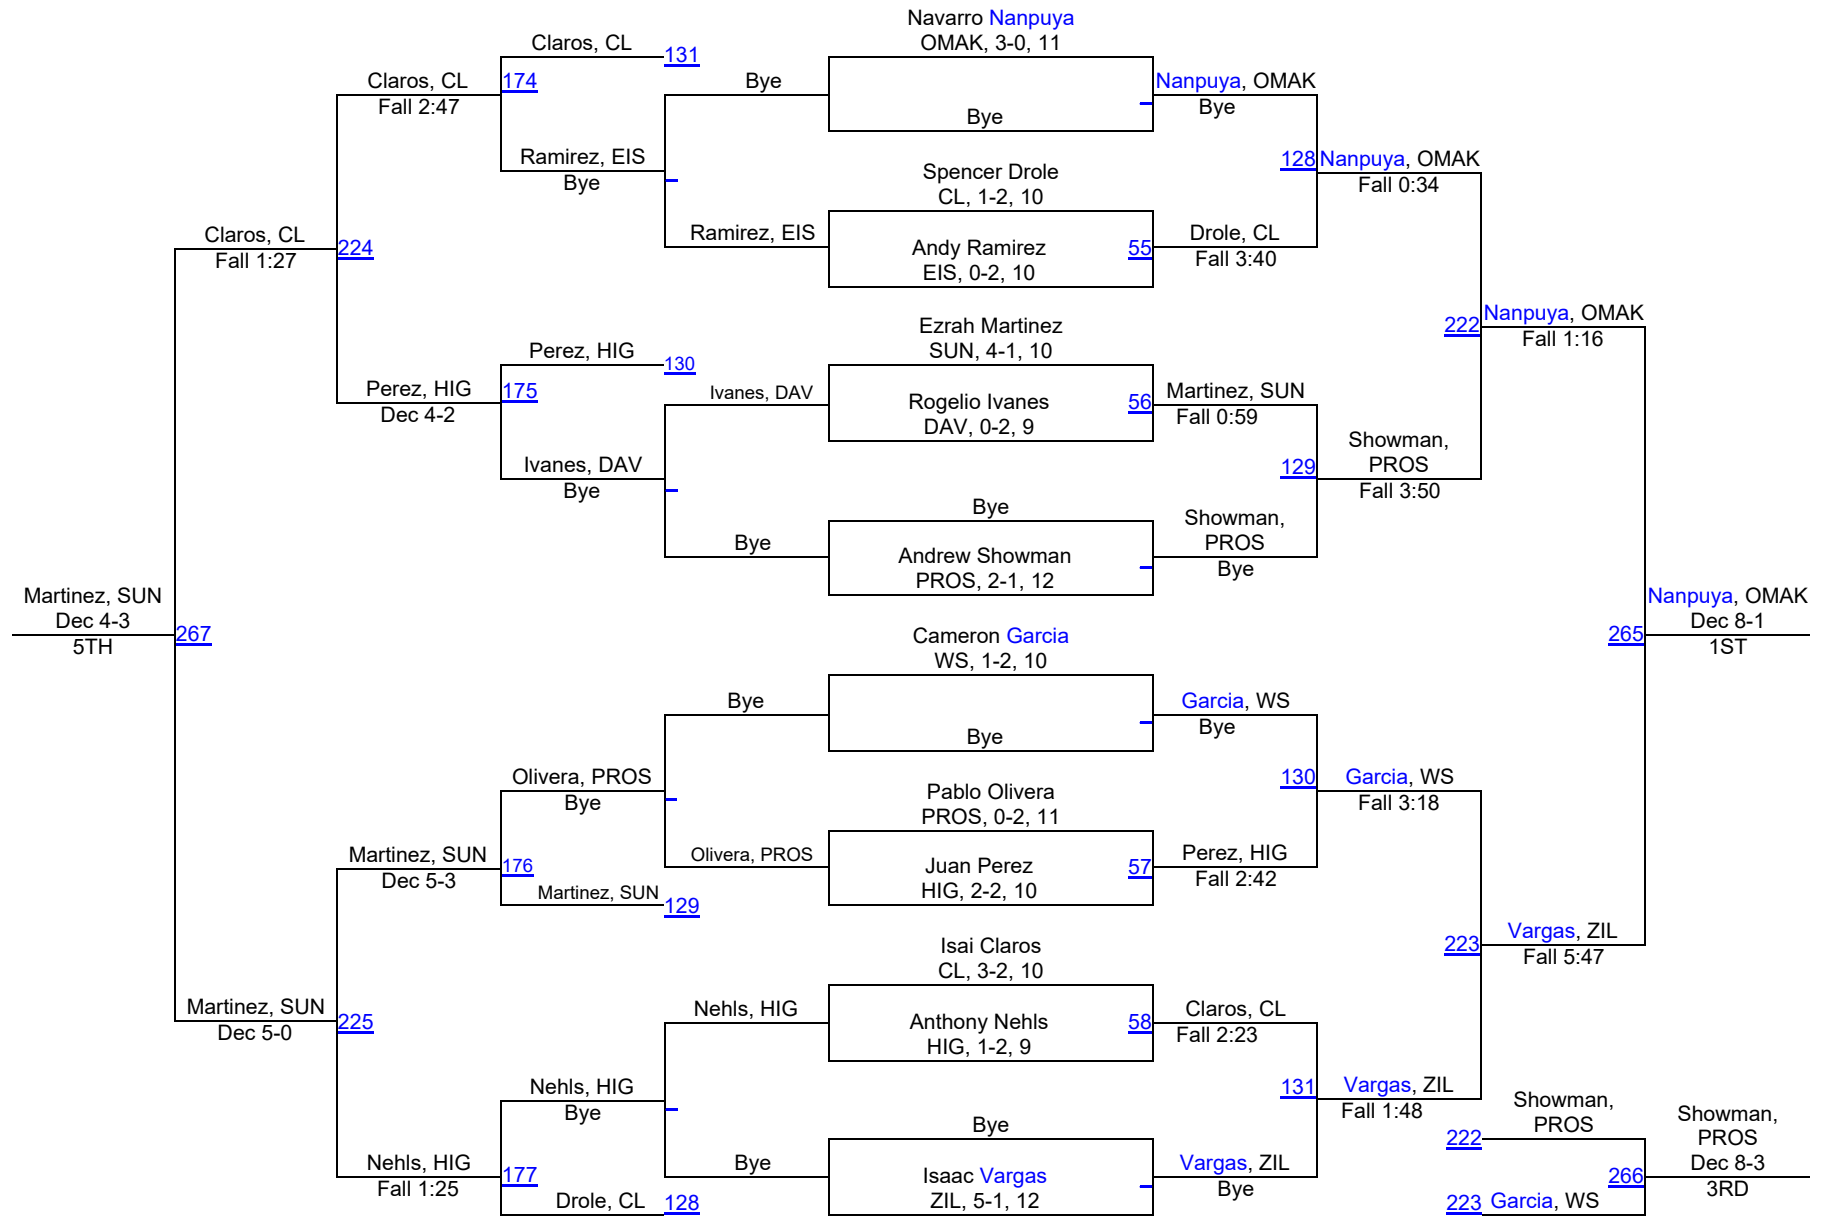 Navarro Nanpuya
OMAK, 3-0, 11
Claros, CL
131
174
Claros, CL
Fall 2:47
Bye
Nanpuya, OMAK
Bye
Bye
Ramirez, EIS
Bye
128
Nanpuya, OMAK
Fall 0:34
Spencer Drole
CL, 1-2, 10
Claros, CL
Fall 1:27
224
Ramirez, EIS
Andy Ramirez
EIS, 0-2, 10
55
Drole, CL
Fall 3:40
Ezrah Martinez
SUN, 4-1, 10
222
Nanpuya, OMAK
Fall 1:16
Perez, HIG
130
Perez, HIG
Dec 4-2
175
Ivanes, DAV
Rogelio Ivanes
DAV, 0-2, 9
56
Martinez, SUN
Fall 0:59
Ivanes, DAV
Bye
129
Showman,
PROS
Fall 3:50
Bye
Bye
Andrew Showman
PROS, 2-1, 12
Showman,
PROS
Bye
Martinez, SUN
Dec 4-3
5TH
267
Cameron Garcia
WS, 1-2, 10
265
Nanpuya, OMAK
Dec 8-1
1ST
Bye
Bye
Garcia, WS
Bye
Olivera, PROS
Bye
130
Garcia, WS
Fall 3:18
Pablo Olivera
PROS, 0-2, 11
Martinez, SUN
Dec 5-3
176
Olivera, PROS
Juan Perez
HIG, 2-2, 10
57
Perez, HIG
Fall 2:42
Martinez, SUN
129
Isai Claros
CL, 3-2, 10
223
Vargas, ZIL
Fall 5:47
Martinez, SUN
Dec 5-0
225
Nehls, HIG
Anthony Nehls
HIG, 1-2, 9
58
Claros, CL
Fall 2:23
Nehls, HIG
Bye
131
Vargas, ZIL
Fall 1:48
Bye
Showman,
PROS
222
Showman,
PROS
Dec 8-3
3RD
Nehls, HIG
Fall 1:25
177
Bye
Isaac Vargas
ZIL, 5-1, 12
Vargas, ZIL
Bye
266
Drole, CL
128
223
Garcia, WS